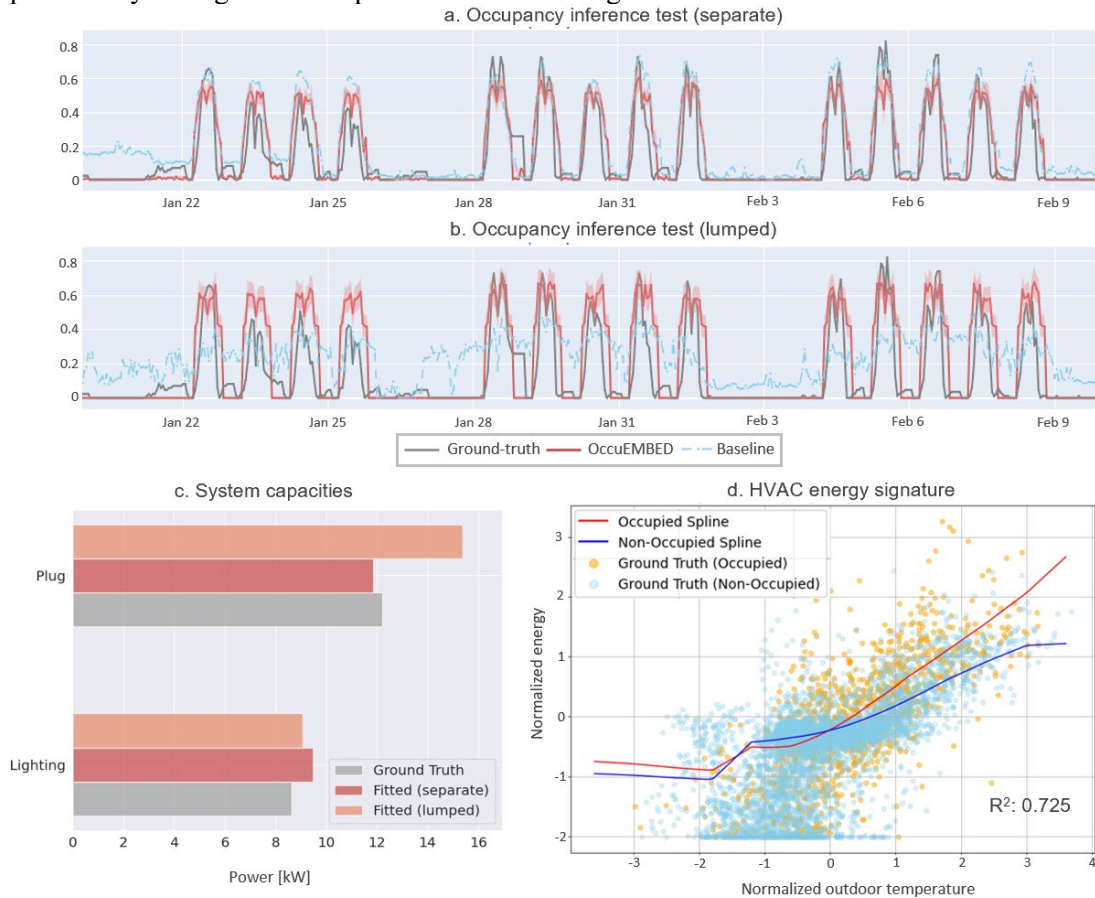 a. Occupancy inference test (separate)
0.8
0.6
0.4
0.2
0
Jan 22 Jan 25 Jan 28 Jan 31 Feb 3 Feb 6 Feb 9
b. Occupancy inference test (lumped)
0.8
0.6
0.4
0.2
0
Jan 22 Jan 25 Jan 28 Jan 31 Feb 3 Feb 6 Feb 9
Ground-truth OccuEMBED Baseline
c. System capacities
Plug
Lighting
Ground Truth
Fitted (separate)
Fitted (lumped)
0 2 4 6 8 10 12 14 16
Power [kW]
d. HVAC energy signature
Occupied Spline
Non-Occupied Spline
Ground Truth (Occupied)
Ground Truth (Non-Occupied)
Normalized energy
3
2
1
0
-1
-2
R²: 0.725
-3 -2 -1 0 1 2 3 4
Normalized outdoor temperature